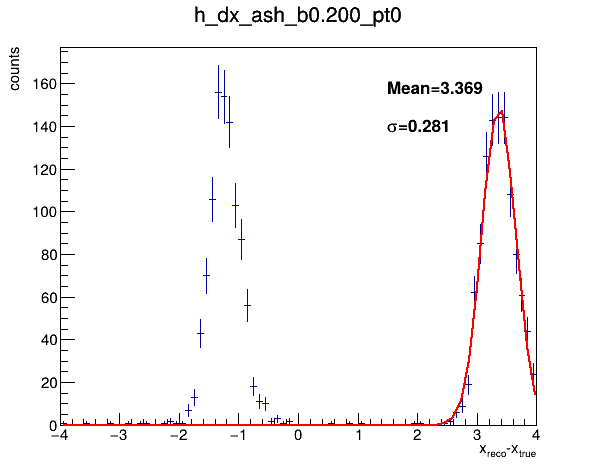 h_dx_ash_b0.200_pt0
counts
160
140
120
100
80
60
40
20
0
Mean=3.369
σ=0.281
−4 −3 −2 −1 0 1 2 3 4
x_reco-x_true